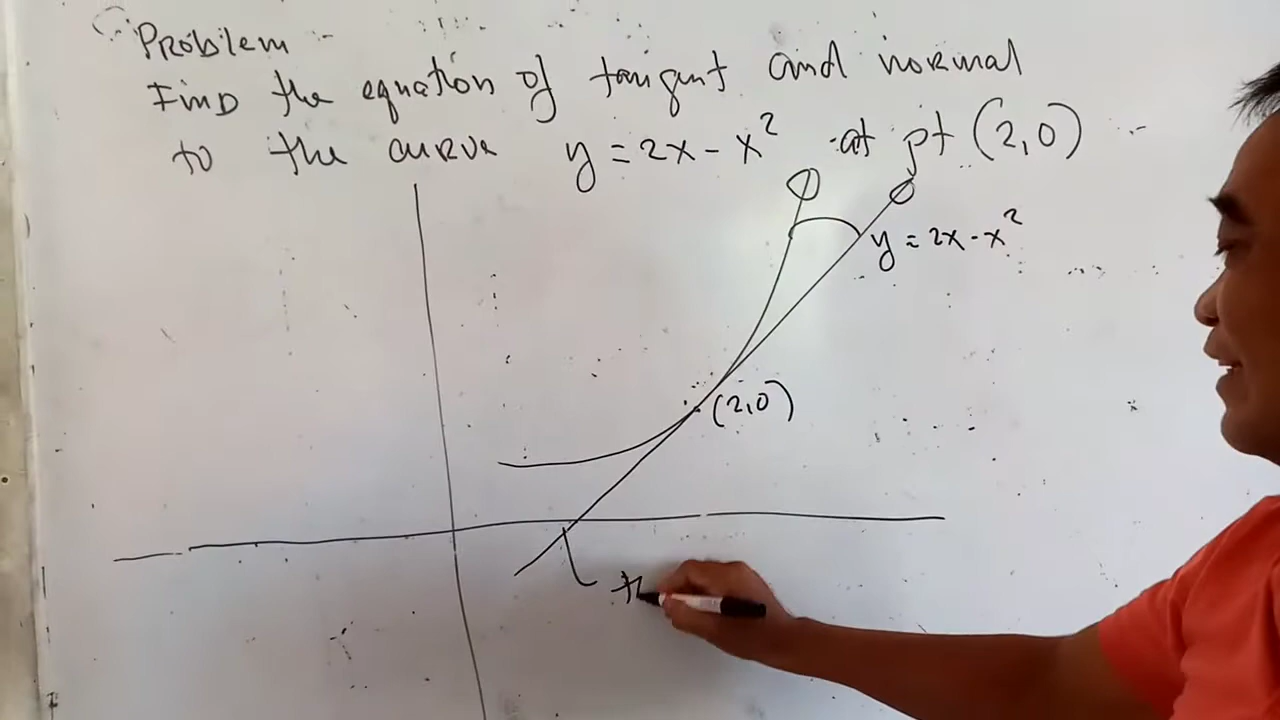 Problem
Find the equation of tangent and normal
to the curve y = 2x - x² at pt (2,0)
y = 2x - x²
(2,0)